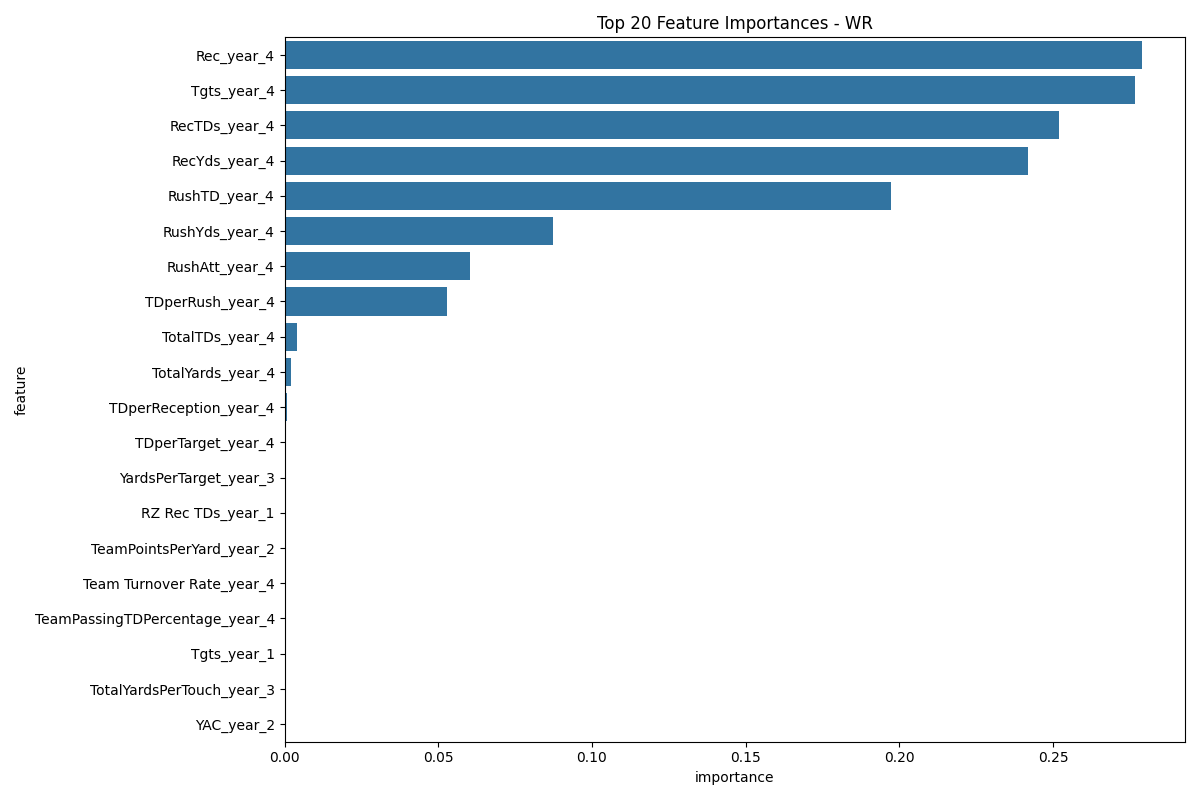 Top 20 Feature Importances - WR
Rec_year_4
Tgts_year_4
RecTDs_year_4
RecYds_year_4
RushTD_year_4
RushYds_year_4
RushAtt_year_4
TDperRush_year_4
TotalTDs_year_4
TotalYards_year_4
TDperReception_year_4
TDperTarget_year_4
YardsPerTarget_year_3
RZ Rec TDs_year_1
TeamPointsPerYard_year_2
Team Turnover Rate_year_4
TeamPassingTDPercentage_year_4
Tgts_year_1
TotalYardsPerTouch_year_3
YAC_year_2
feature
0.00 0.05 0.10 0.15 0.20 0.25
importance